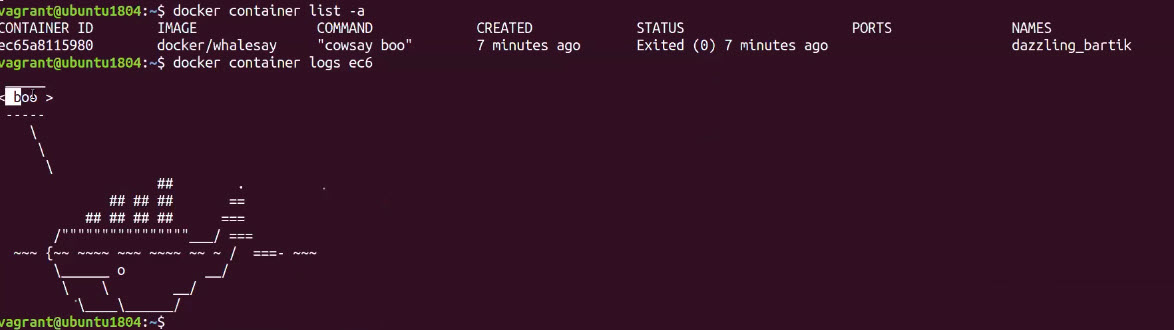 vagrant@ubuntu1804:~$ docker container list -a
CONTAINER ID        IMAGE               COMMAND             CREATED             STATUS                     PORTS               NAMES
ec65a8115980        docker/whalesay     "cowsay boo"        7 minutes ago       Exited (0) 7 minutes ago                       dazzling_bartik
vagrant@ubuntu1804:~$ docker container logs ec6
 _____
< boo >
 -----
    \
     \
      \
                    ##        .
              ## ## ##       ==
           ## ## ## ##      ===
       /""""""""""""""""___/ ===
  ~~~ {~~ ~~~~ ~~~ ~~~~ ~~ ~ /  ===- ~~~
       \______ o          __/
        \    \        __/
          \____\______/
vagrant@ubuntu1804:~$